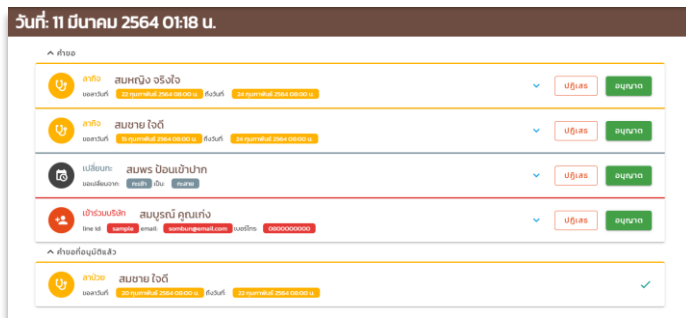 วันที่: 11 มีนาคม 2564 01:18 น.
คำขอ
ลากิจ สมหญิง จริงใจ
ขอลาวันที่ 22 กุมภาพันธ์ 2564 08:00 น. ถึงวันที่ 24 กุมภาพันธ์ 2564 09:00 น.
ปฏิเสธ อนุญาต
ลากิจ สมชาย ใจดี
ขอลาวันที่ 19 กุมภาพันธ์ 2564 08:00 น. ถึงวันที่ 24 กุมภาพันธ์ 2564 09:00 น.
ปฏิเสธ อนุญาต
เปลี่ยนกะ สมพร ป้อนเข้าปาก
ขอเปลี่ยนจาก กะเช้า เป็น กะสาย
ปฏิเสธ อนุญาต
เข้าร่วมบริษัท สมบูรณ์ คุณเก่ง
line id sample email: sombun@email.com เบอร์โทร 0800000000
ปฏิเสธ อนุญาต
คำขอที่อนุมัติแล้ว
ลาป่วย สมชาย ใจดี
ขอลาวันที่ 20 กุมภาพันธ์ 2564 08:00 น. ถึงวันที่ 22 กุมภาพันธ์ 2564 09:00 น.